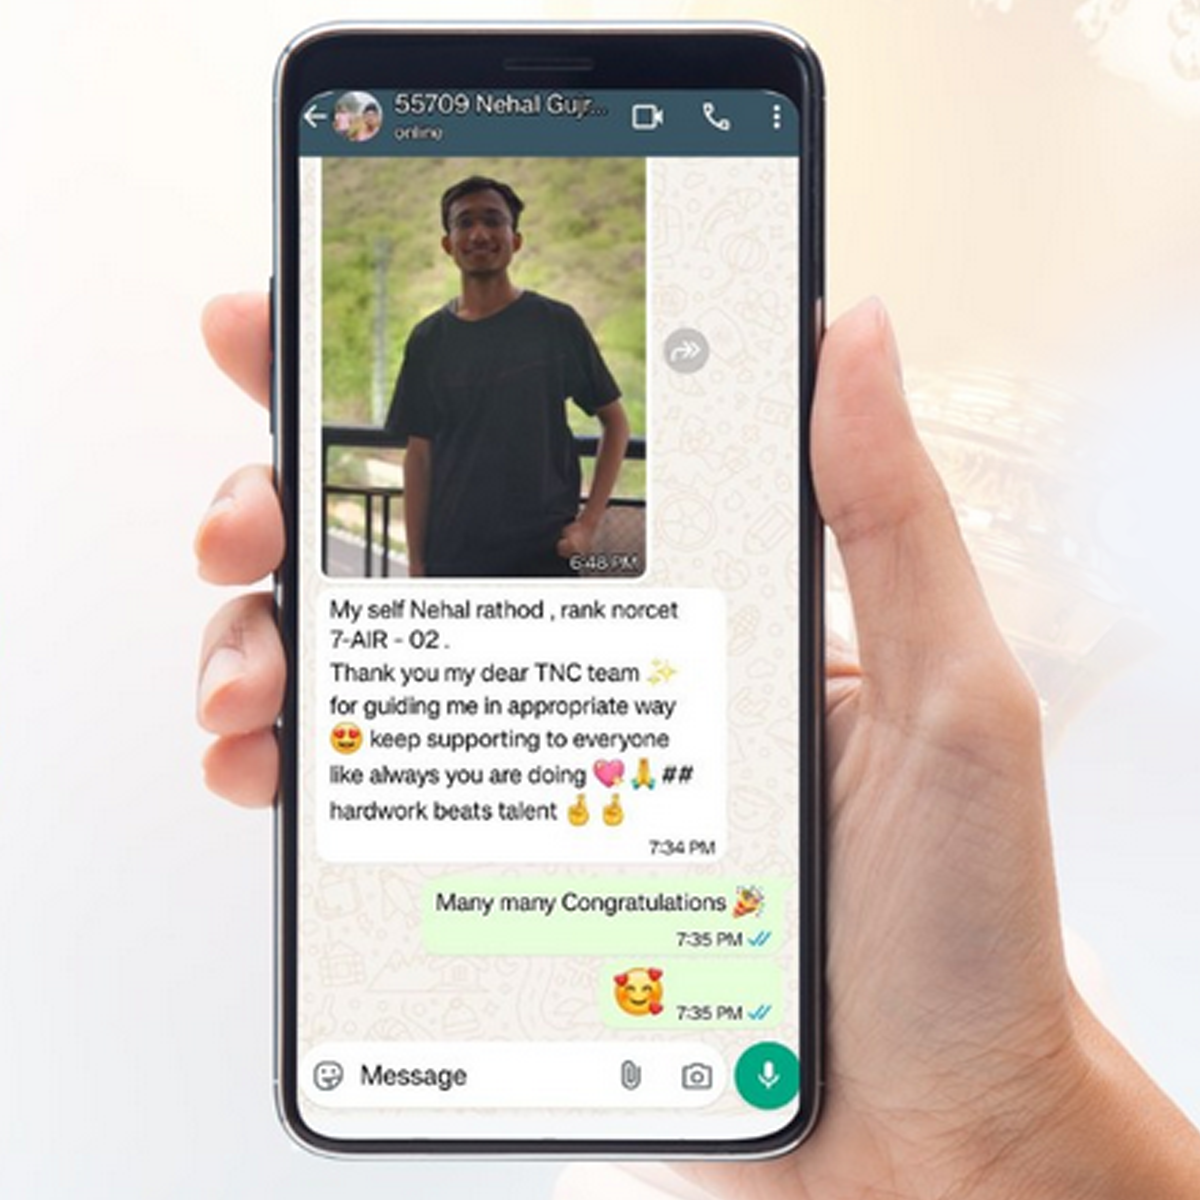 55709 Nehal Gujr...
online
6:48 PM
My self Nehal rathod , rank norcet
7-AIR - 02 .
Thank you my dear TNC team ✨
for guiding me in appropriate way
😍 keep supporting to everyone
like always you are doing 💖🙏##
hardwork beats talent 🤞🤞
7:34 PM
Many many Congratulations 🎉
7:35 PM
🥰 7:35 PM
Message